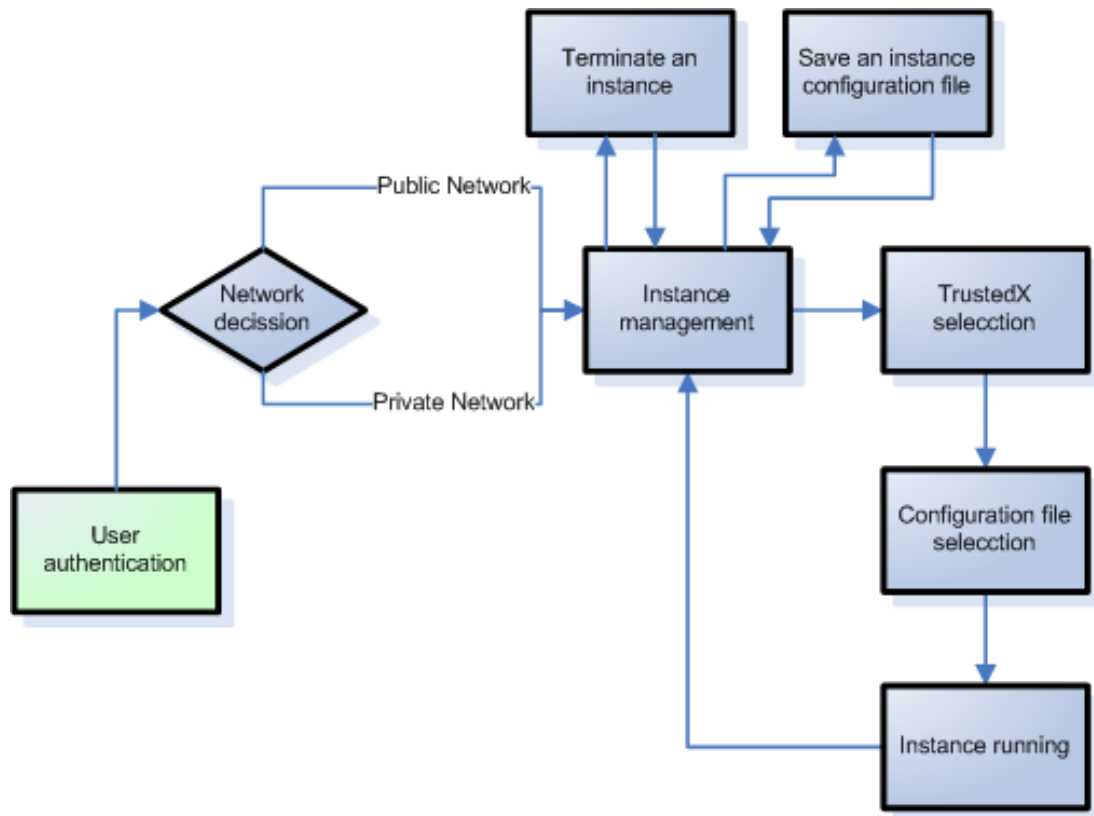 Terminate an
instance
Save an instance
configuration file
Public Network
Network
decission
Instance
management
TrustedX
selecction
Private Network
User
authentication
Configuration file
selecction
Instance running